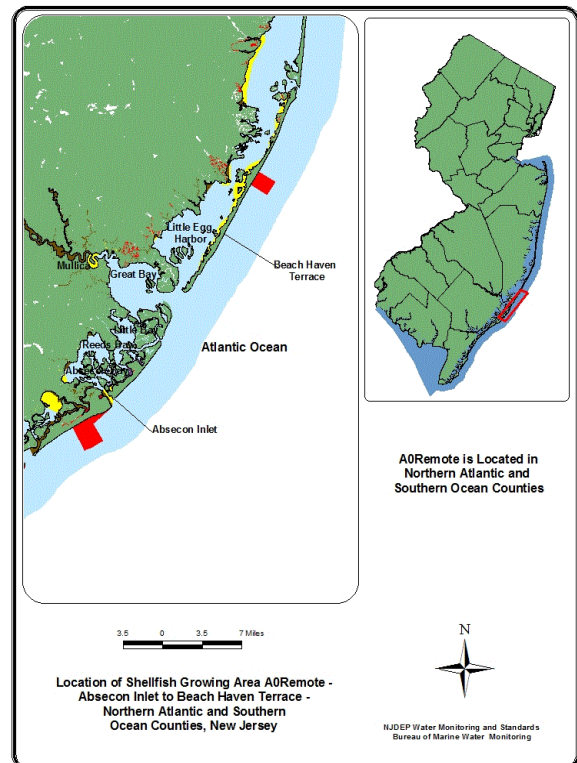 Little Egg
Harbor
Mullica
Great Bay
Beach Haven
Terrace
Little Bay
Reeds Bay
Atlantic Ocean
Absecon Inlet
A0Remote is Located in
Northern Atlantic and
Southern Ocean Counties
3.5 0 3.5 7 Miles
Location of Shellfish Growing Area A0Remote -
Absecon Inlet to Beach Haven Terrace -
Northern Atlantic and Southern
Ocean Counties, New Jersey
N
NJDEP Water Monitoring and Standards
Bureau of Marine Water Monitoring